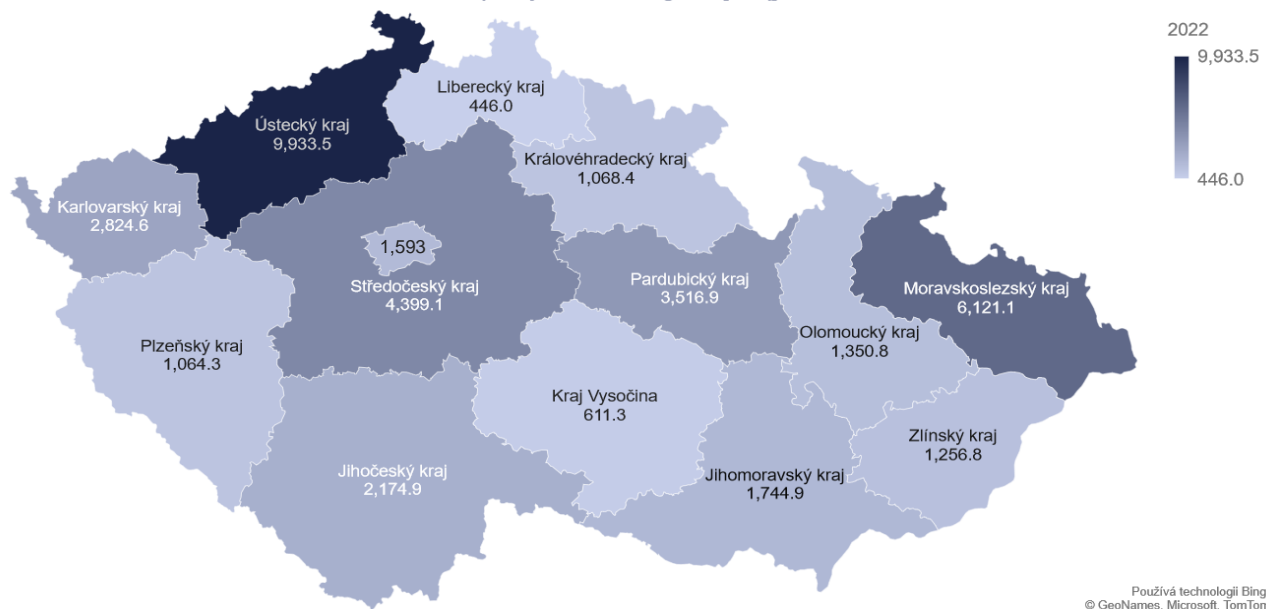 2022
9,933.5
446.0
Liberecký kraj
446.0
Ústecký kraj
9,933.5
Královéhradecký kraj
1,068.4
Karlovarský kraj
2,824.6
1,593
Středočeský kraj
4,399.1
Pardubický kraj
3,516.9
Moravskoslezský kraj
6,121.1
Olomoucký kraj
1,350.8
Plzeňský kraj
1,064.3
Kraj Vysočina
611.3
Zlínský kraj
1,256.8
Jihočeský kraj
2,174.9
Jihomoravský kraj
1,744.9
Používá technologii Bing
© GeoNames, Microsoft, TomTom